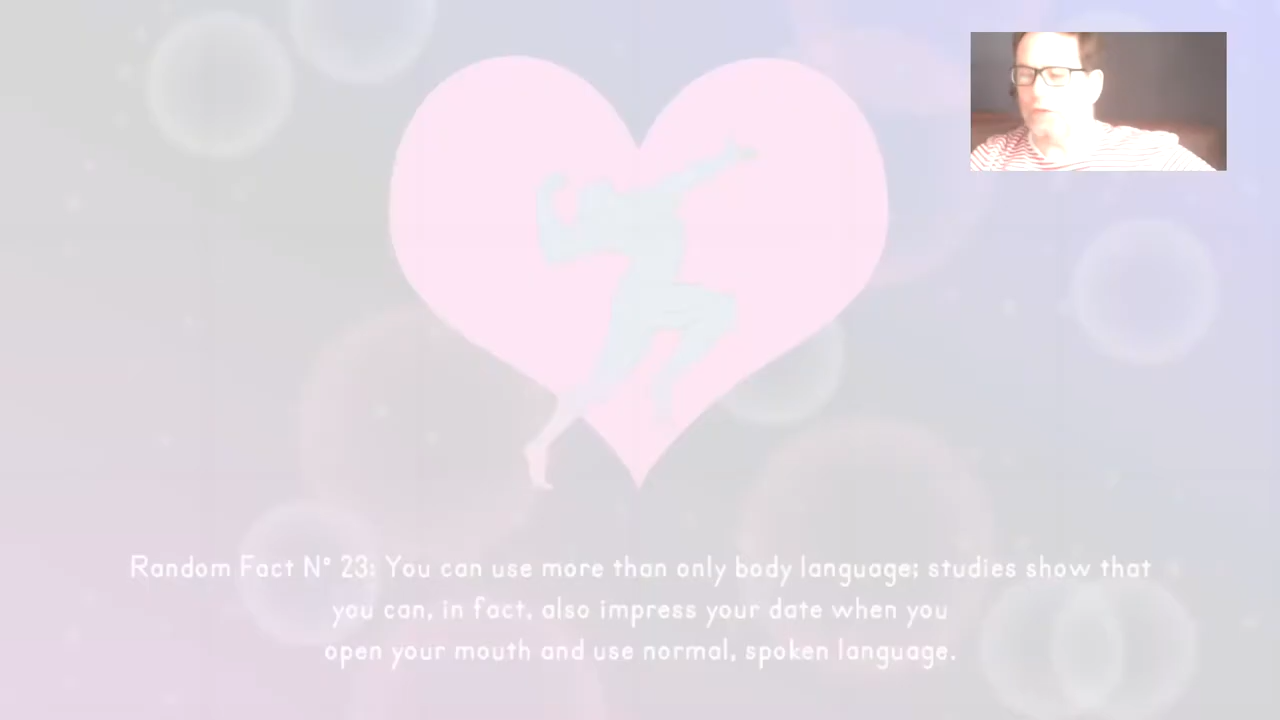 Random Fact N° 23: You can use more than only body language; studies show that
you can, in fact, also impress your date when you
open your mouth and use normal, spoken language.